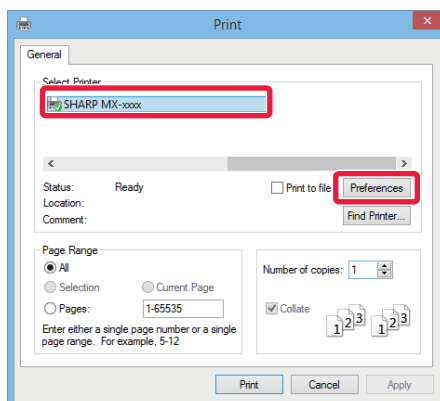 Print
General
Select Printer
SHARP MX-xxxx
Status: Ready
Print to file
Preferences
Location:
Comment:
Find Printer...
Page Range
All
Selection
Current Page
Pages:
1-65535
Enter either a single page number or a single
page range. For example, 5-12
Number of copies:
1
Collate
1 2 3
1 2 3
Print
Cancel
Apply